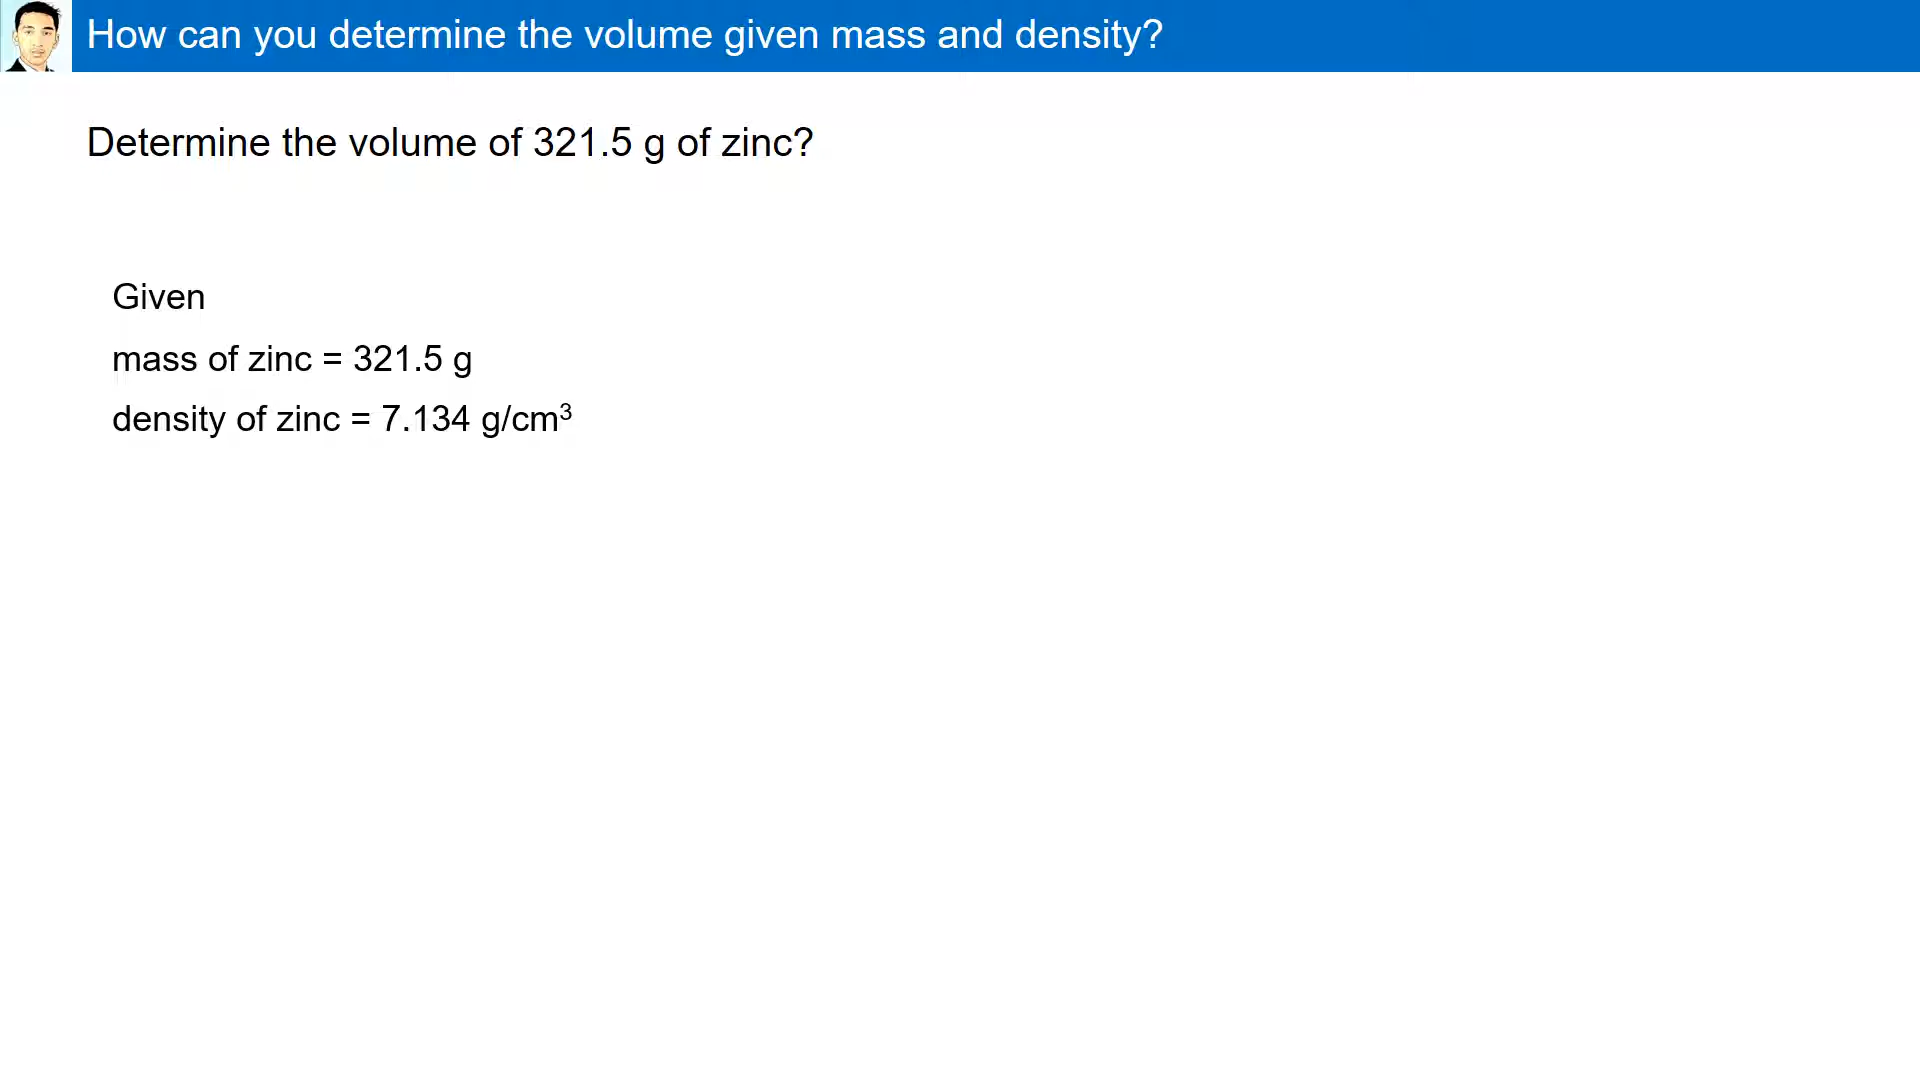 How can you determine the volume given mass and density?
Determine the volume of 321.5 g of zinc?
Given
mass of zinc = 321.5 g
density of zinc = 7.134 g/cm³